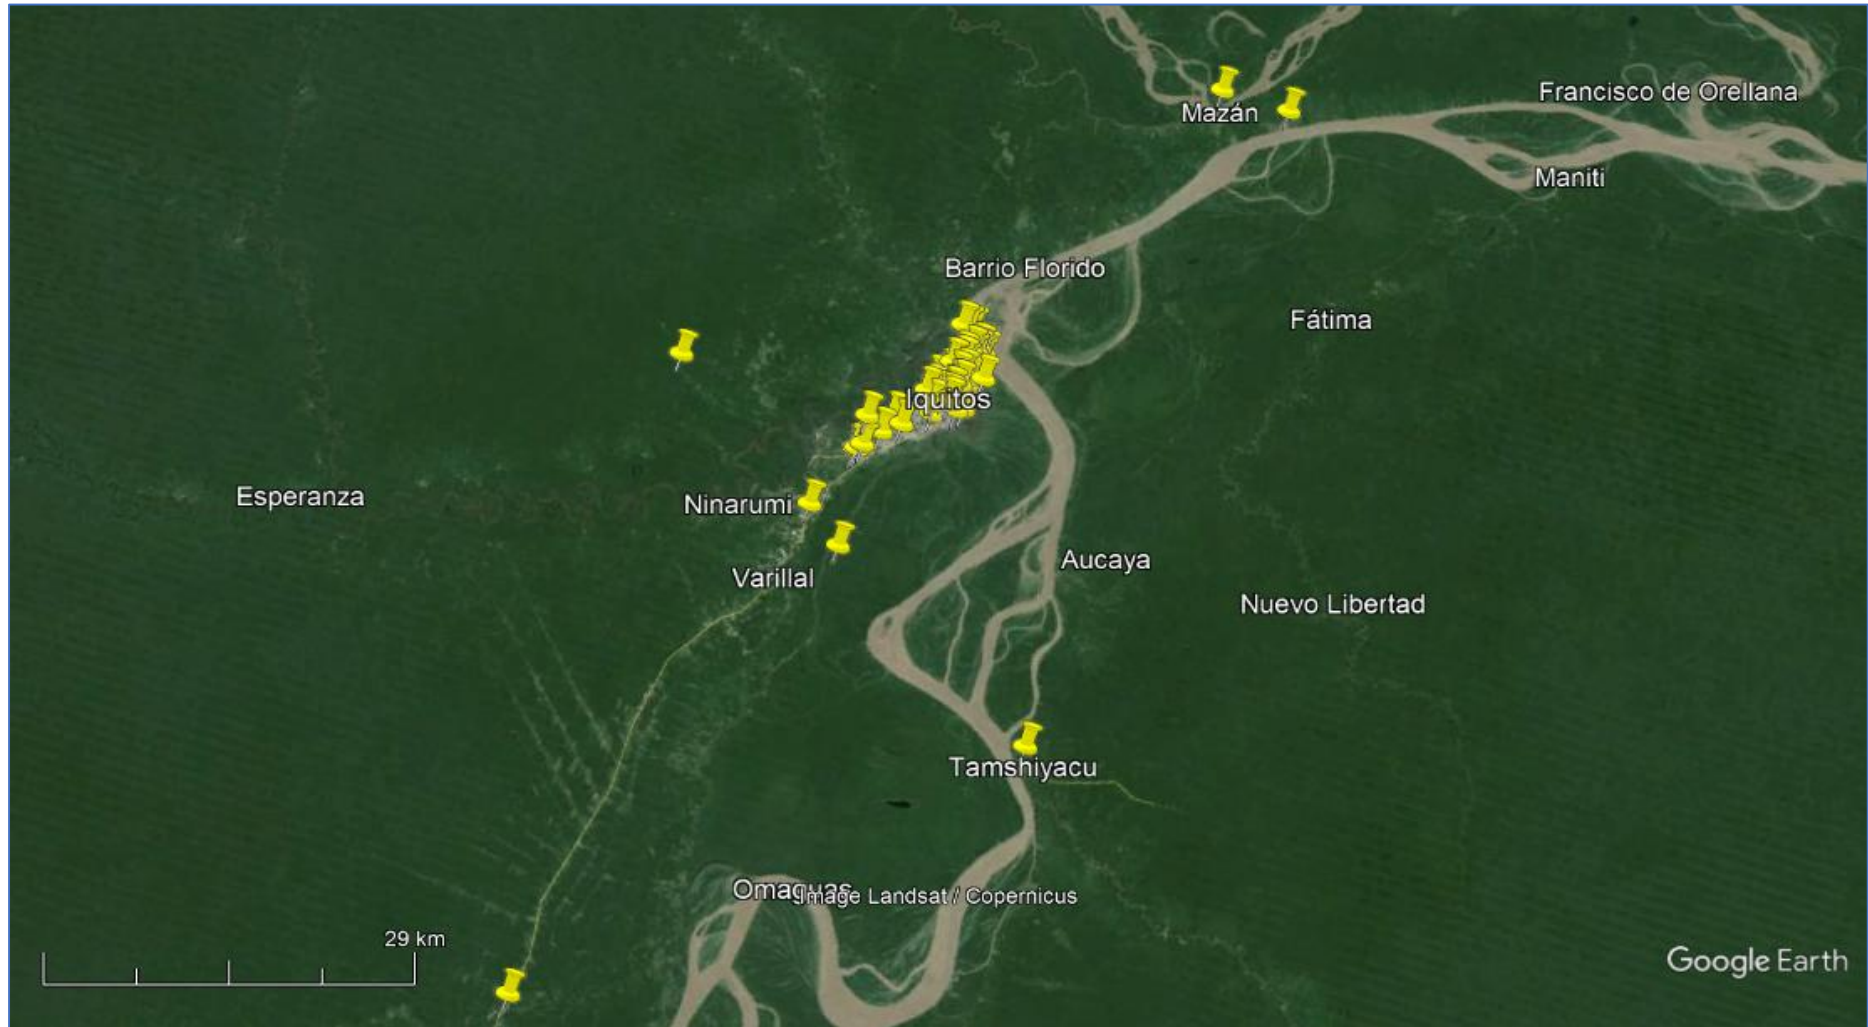 Francisco de Orellana
Mazán
Maniti
Barrio Florido
Fátima
Iquitos
Esperanza
Ninarumi
Aucaya
Varillal
Nuevo Libertad
Tamshiyacu
Omaguas
Image Landsat / Copernicus
29 km
Google Earth